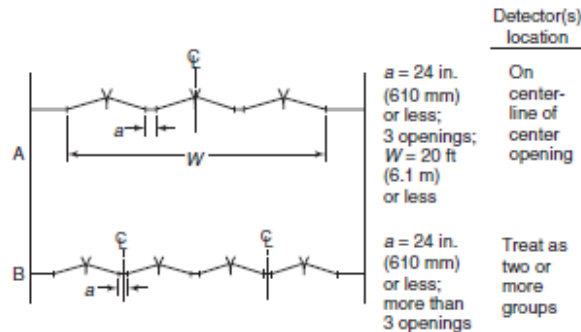 Detector(s)
location
℄
a = 24 in.
(610 mm)
or less;
3 openings;
W = 20 ft
(6.1 m)
or less
On
center-
line of
center
opening
a
W
A
℄
℄
a = 24 in.
(610 mm)
or less;
more than
3 openings
Treat as
two or
more
groups
B
a